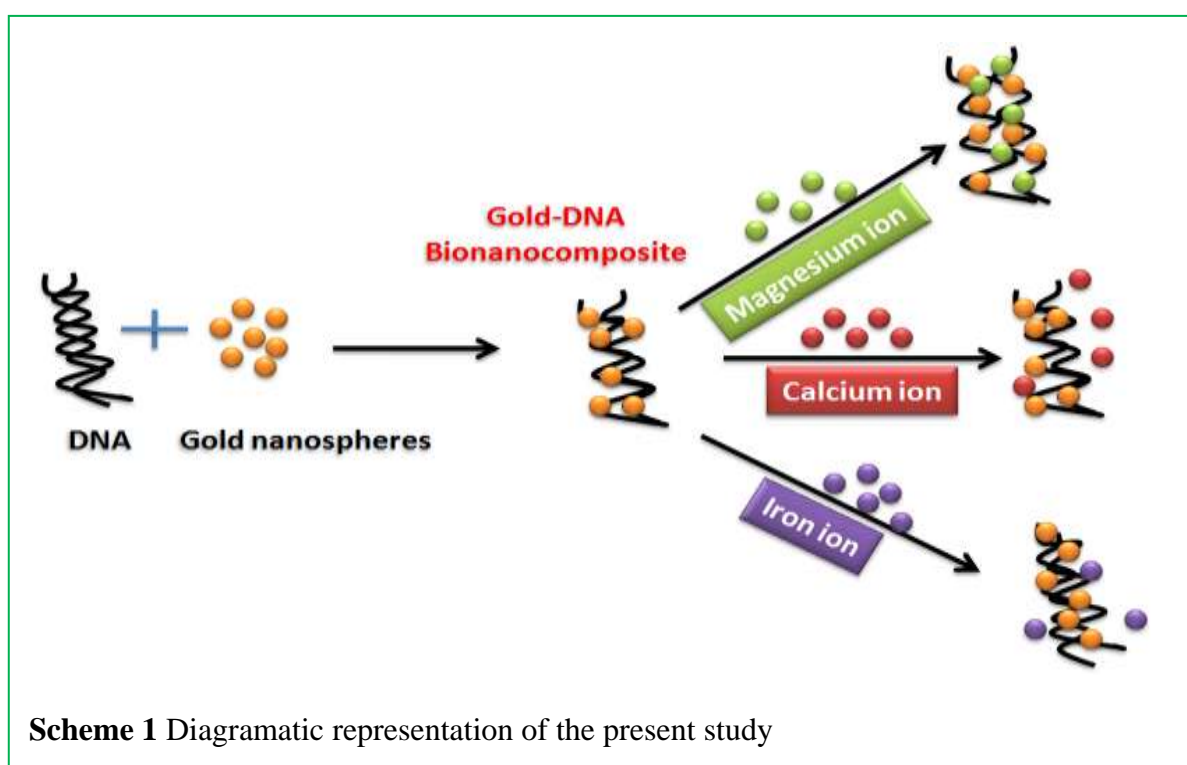 Gold-DNA
Bionanocomposite
Magnesium ion
DNA
Gold nanospheres
Calcium ion
Iron ion
Scheme 1 Diagramatic representation of the present study